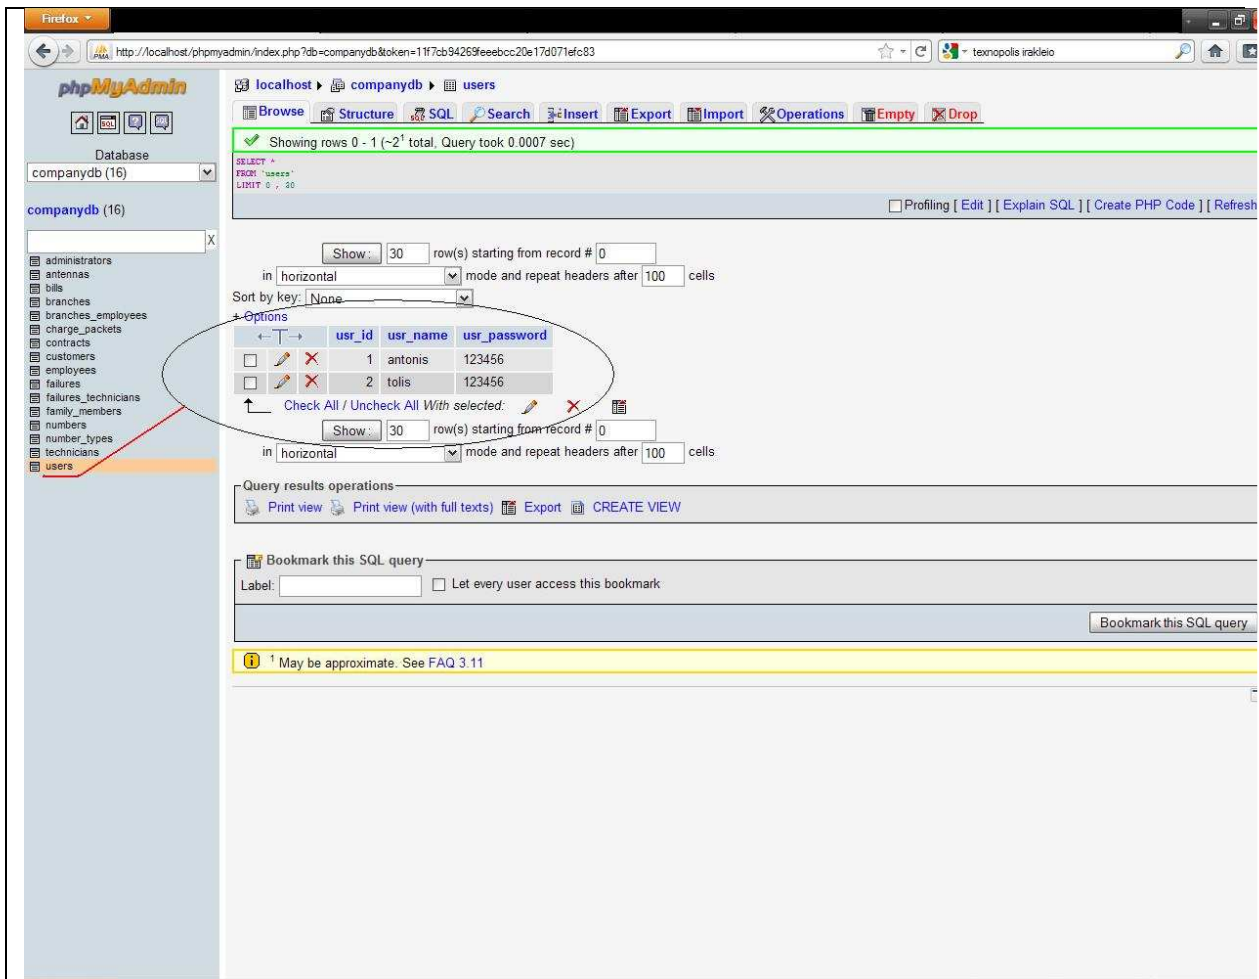 Firefox
http://localhost/phpmyadmin/index.php?db=companydb&token=11f7cb94269feeebcc20e17d071efc83
texnopolis irakleio
phpMyAdmin
Database
companydb (16)
companydb (16)
X
administrators
antennas
bills
branches
branches_employees
charge_packets
contracts
customers
employees
failures
failures_technicians
family_members
numbers
number_types
technicians
users
localhost companydb users
Browse Structure SQL Search Insert Export Import Operations Empty Drop
Showing rows 0 - 1 (~2¹ total, Query took 0.0007 sec)
SELECT *
FROM `users`
LIMIT 0 , 30
Profiling [ Edit ] [ Explain SQL ] [ Create PHP Code ] [ Refresh
Show : 30 row(s) starting from record # 0
in horizontal mode and repeat headers after 100 cells
Sort by key: None
+ Options
←T→ usr_id usr_name usr_password
1 antonis 123456
2 tolis 123456
Check All / Uncheck All With selected:
Show : 30 row(s) starting from record # 0
in horizontal mode and repeat headers after 100 cells
Query results operations
Print view Print view (with full texts) Export CREATE VIEW
Bookmark this SQL query
Label: Let every user access this bookmark
Bookmark this SQL query
¹ May be approximate. See FAQ 3.11